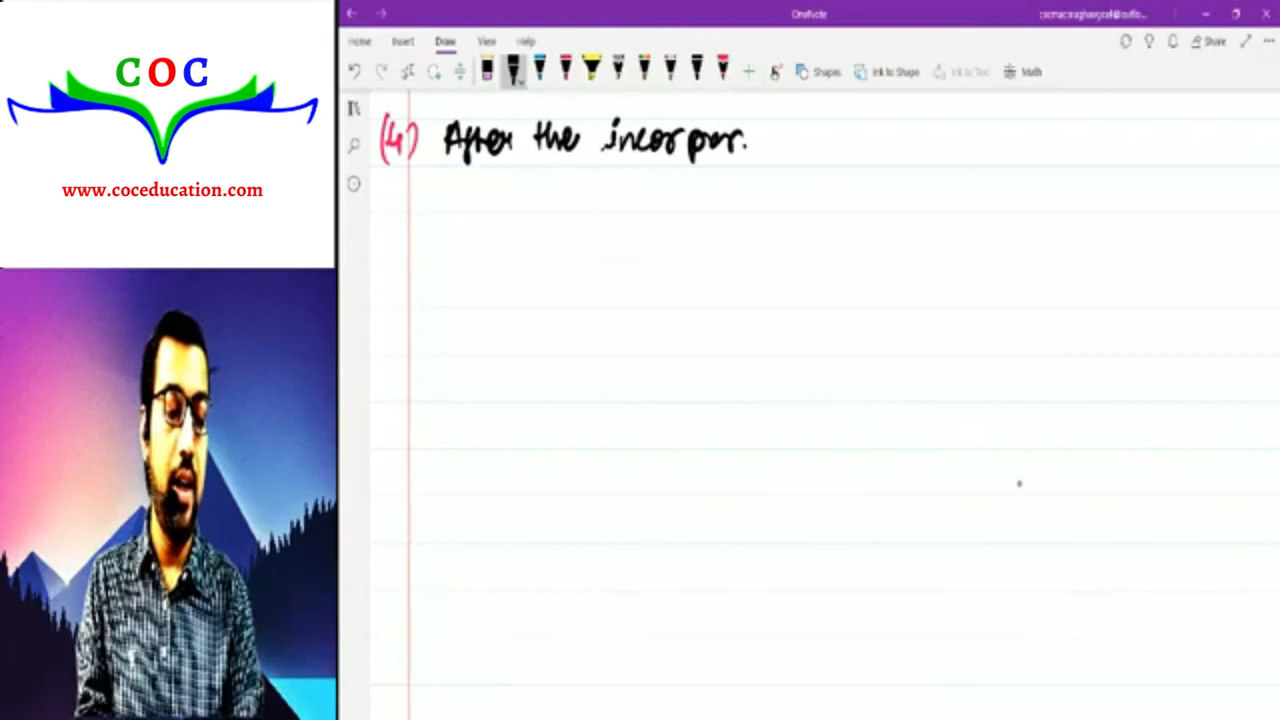 COC
www.coceducation.com
OneNote
Home Insert Draw View Help
Share
Shapes Ink to Shape Ink to Text Math
(4) After the incorpor.